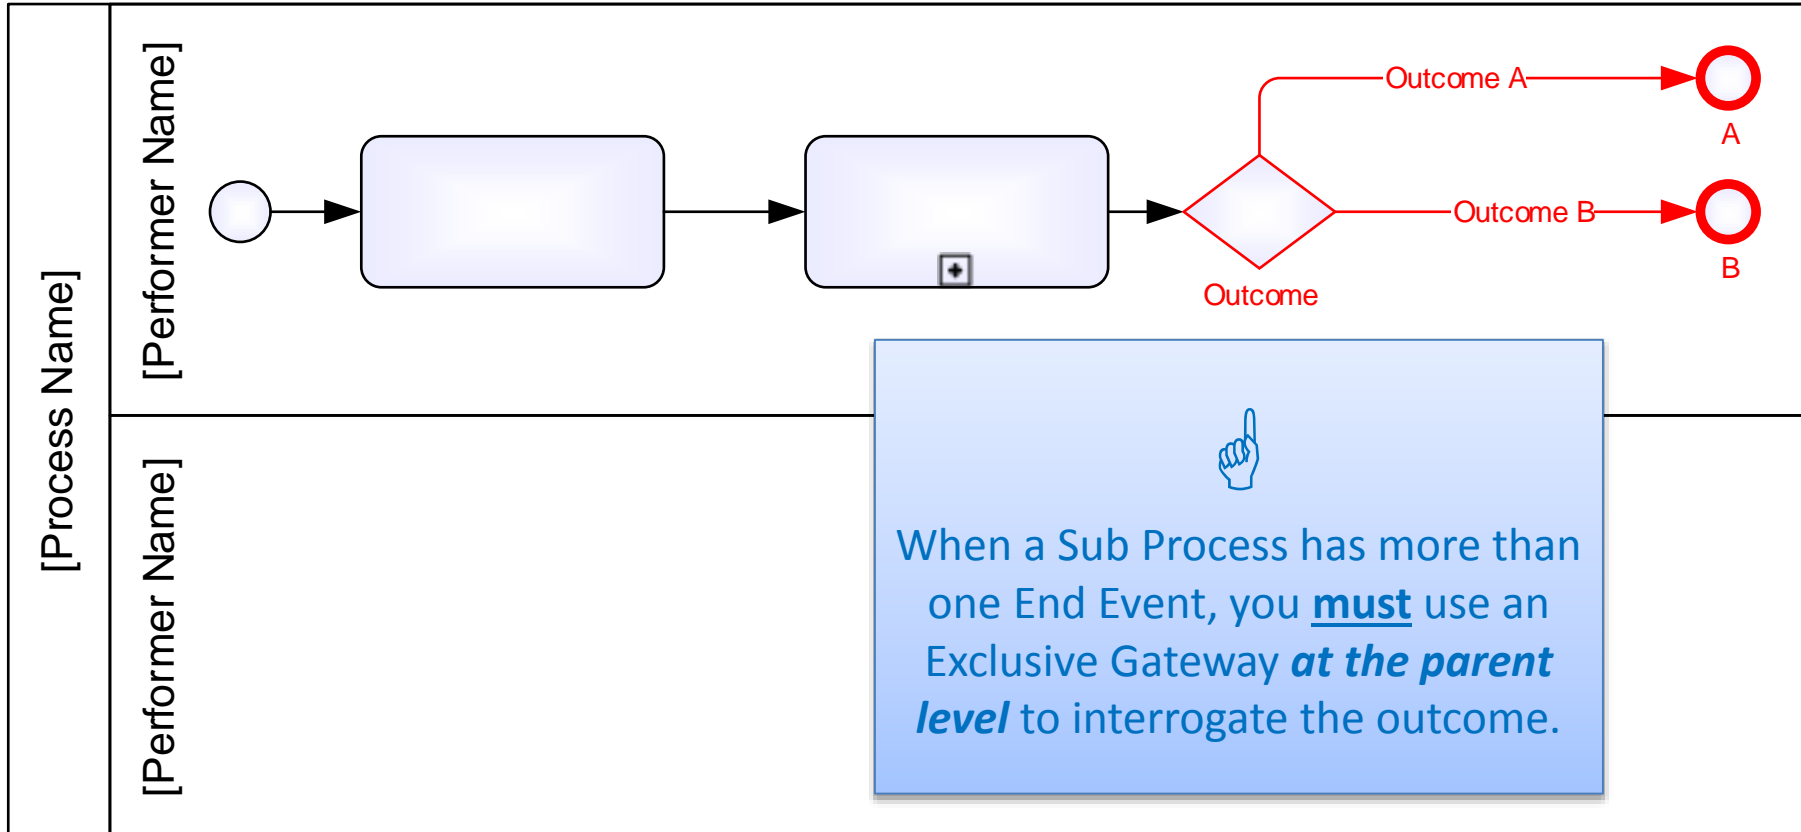 [Process Name]
[Performer Name]
Outcome A
A
Outcome B
B
Outcome
[Performer Name]
When a Sub Process has more than
one End Event, you must use an
Exclusive Gateway at the parent
level to interrogate the outcome.